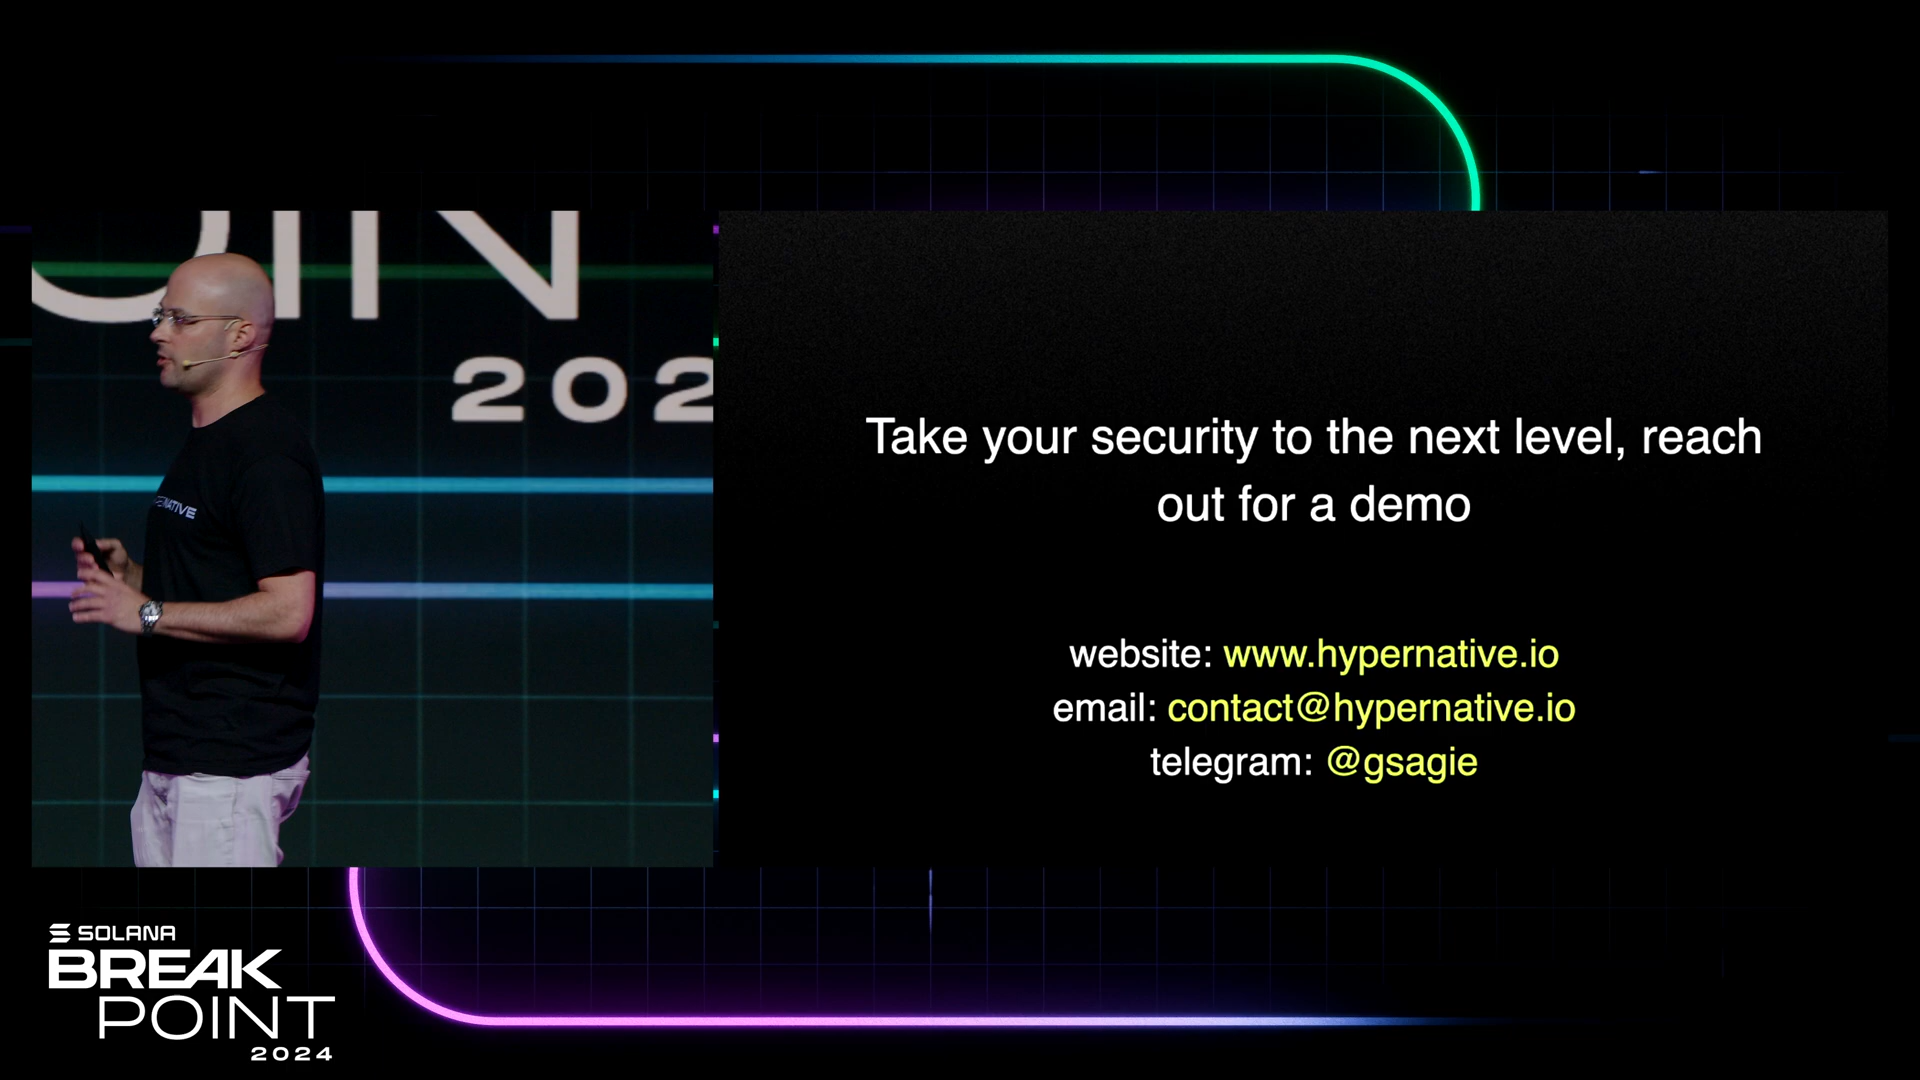 Take your security to the next level, reach
out for a demo
website: www.hypernative.io
email: contact@hypernative.io
telegram: @gsagie
202
SOLANA
BREAK
POINT
2024